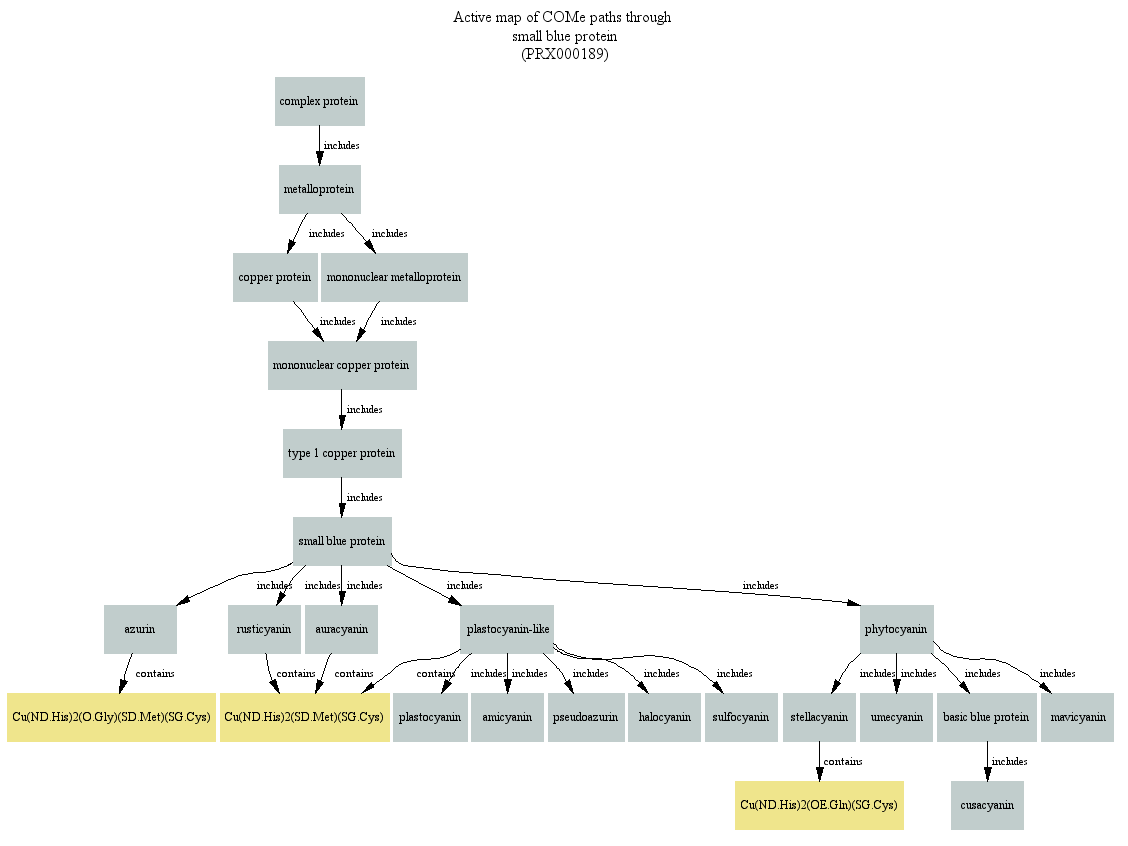 Active map of COMe paths through
small blue protein
(PRX000189)
complex protein
includes
metalloprotein
includes
includes
copper protein
mononuclear metalloprotein
includes
includes
mononuclear copper protein
includes
type 1 copper protein
includes
small blue protein
includes
includes
includes
includes
includes
azurin
rusticyanin
auracyanin
plastocyanin-like
phytocyanin
contains
contains
contains
contains
includes
includes
includes
includes
includes
includes
includes
includes
Cu(ND.His)2(O.Gly)(SD.Met)(SG.Cys)
Cu(ND.His)2(SD.Met)(SG.Cys)
plastocyanin
amicyanin
pseudoazurin
halocyanin
sulfocyanin
stellacyanin
umecyanin
basic blue protein
mavicyanin
contains
includes
Cu(ND.His)2(OE.Gln)(SG.Cys)
cusacyanin